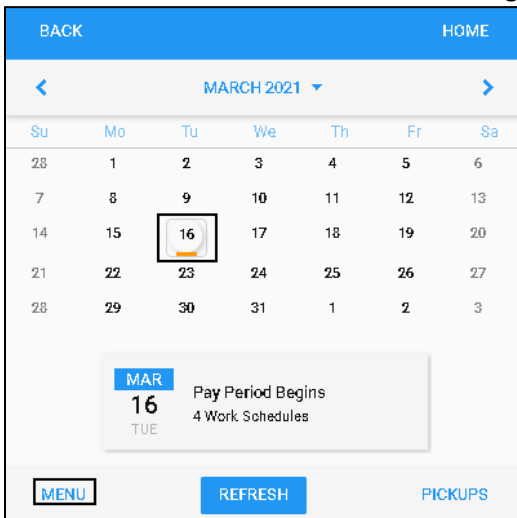 BACK HOME
MARCH 2021
Su Mo Tu We Th Fr Sa
28 1 2 3 4 5 6
7 8 9 10 11 12 13
14 15 16 17 18 19 20
21 22 23 24 25 26 27
28 29 30 31 1 2 3
MAR
16
TUE
Pay Period Begins
4 Work Schedules
MENU REFRESH PICKUPS